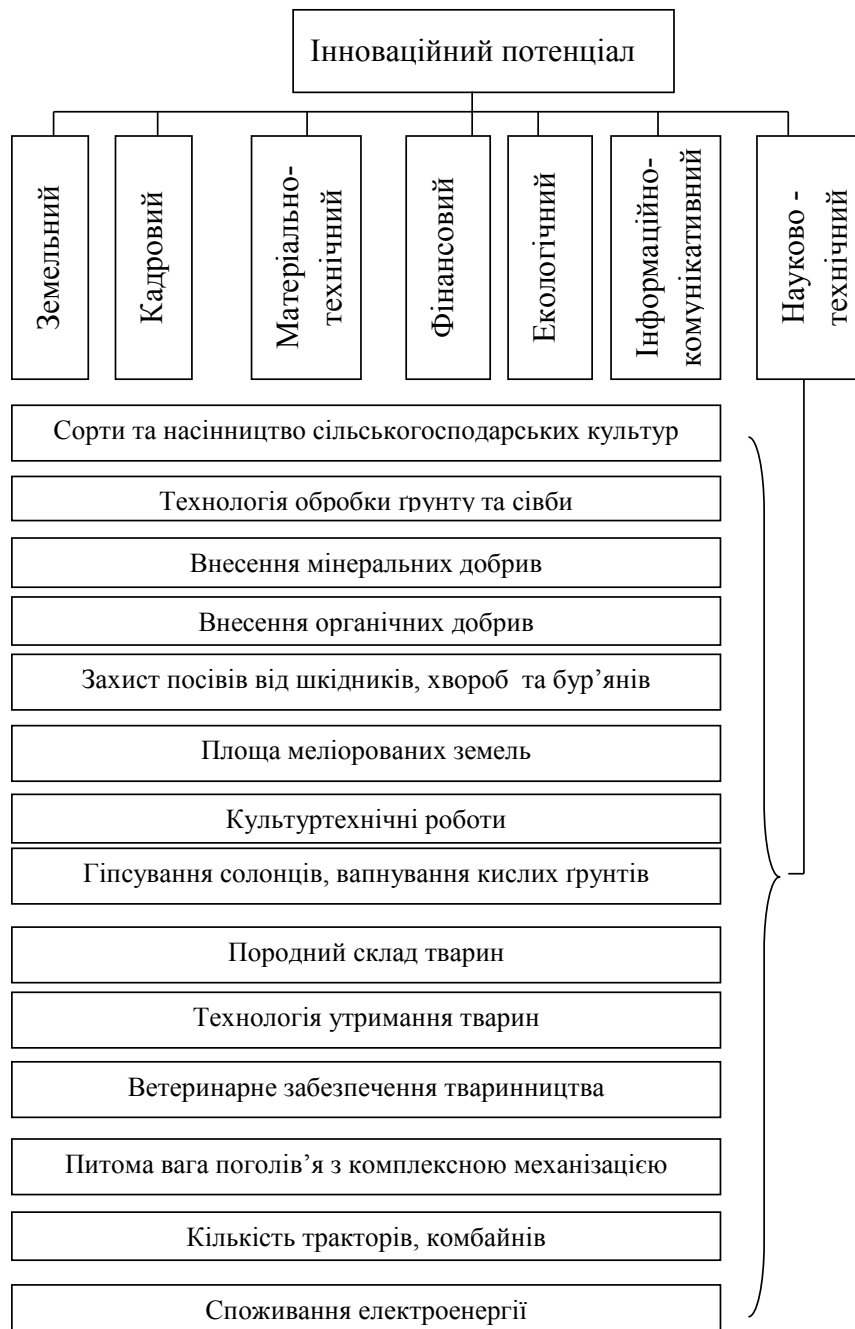 Інноваційний потенціал
Земельний
Кадровий
Матеріально-
технічний
Фінансовий
Екологічний
Інформаційно-
комунікативний
Науково -
технічний
Сорти та насінництво сільськогосподарських культур
Технологія обробки ґрунту та сівби
Внесення мінеральних добрив
Внесення органічних добрив
Захист посівів від шкідників, хвороб та бур’янів
Площа меліорованих земель
Культуртехнічні роботи
Гіпсування солонців, вапнування кислих ґрунтів
Породний склад тварин
Технологія утримання тварин
Ветеринарне забезпечення тваринництва
Питома вага поголів’я з комплексною механізацією
Кількість тракторів, комбайнів
Споживання електроенергії